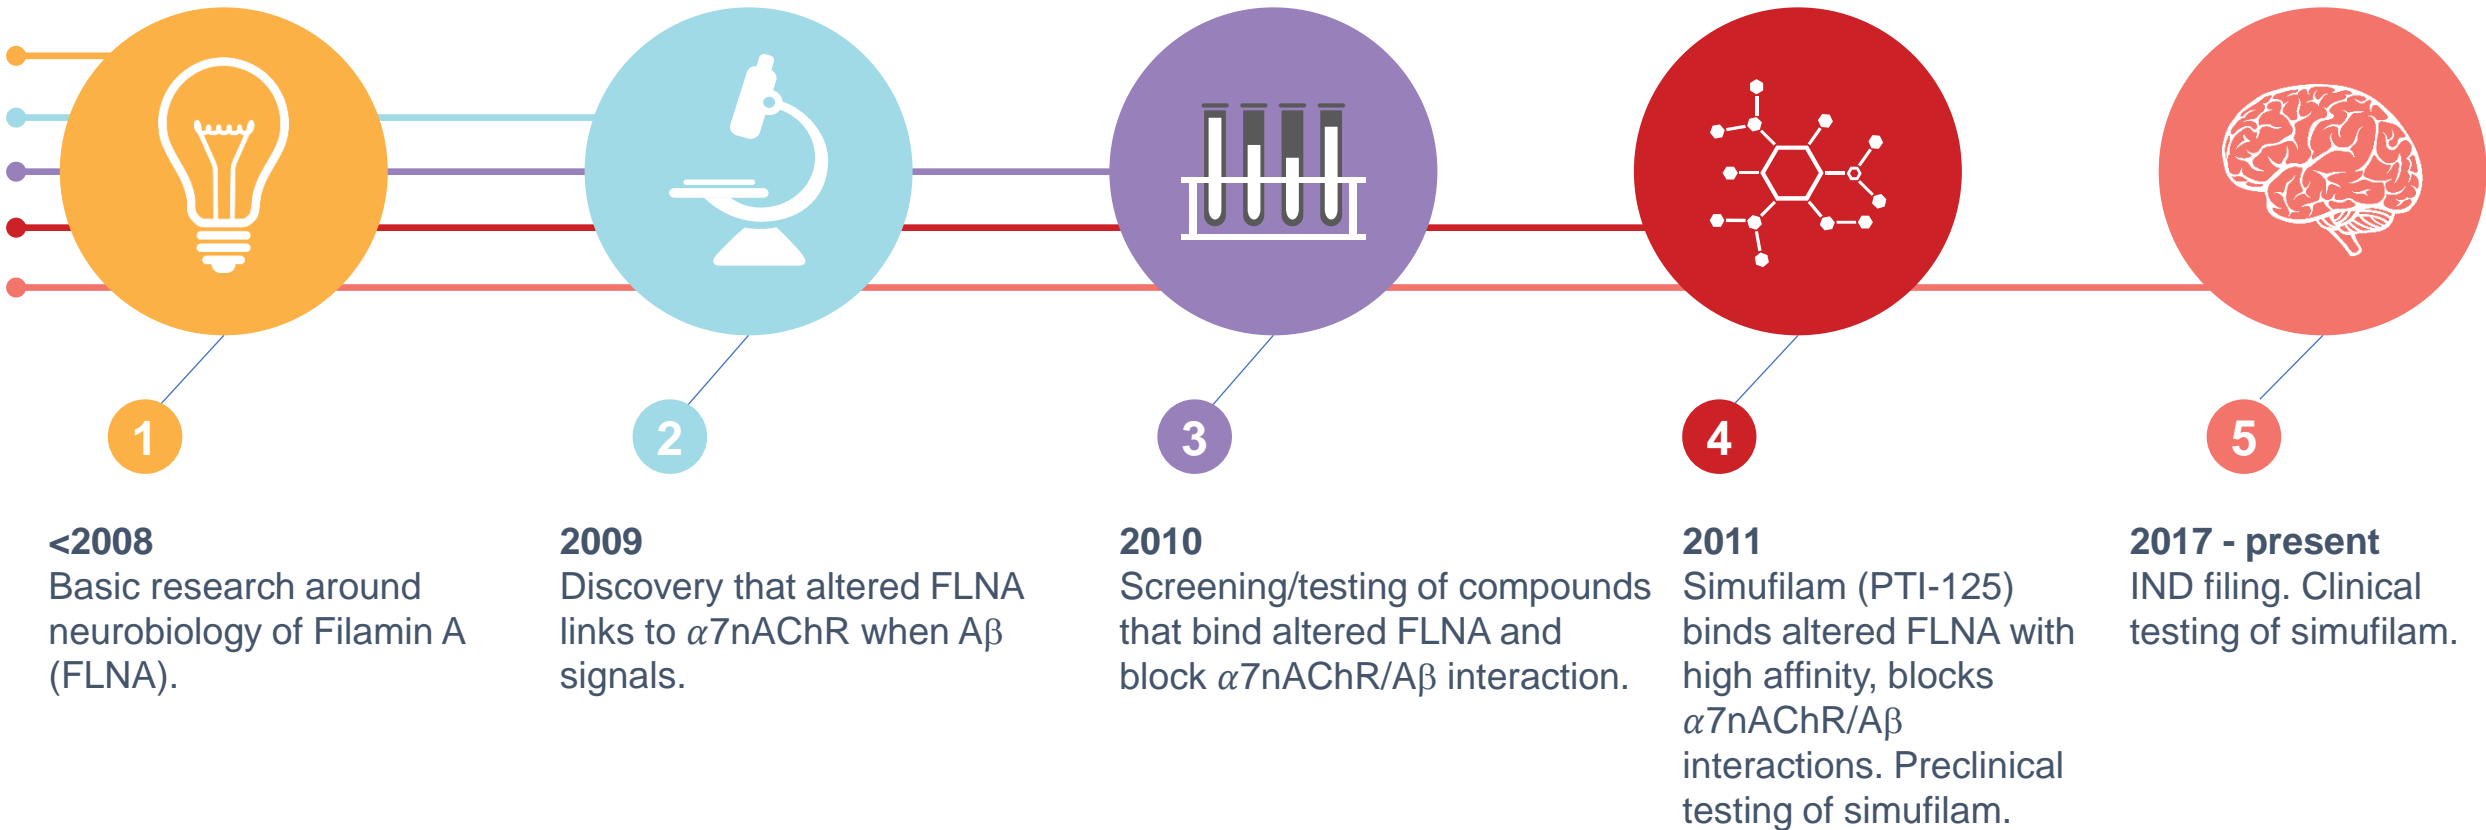 1
2
3
4
5
<2008
Basic research around
neurobiology of Filamin A
(FLNA).
2009
Discovery that altered FLNA
links to α7nAChR when Aβ
signals.
2010
Screening/testing of compounds
that bind altered FLNA and
block α7nAChR/Aβ interaction.
2011
Simufilam (PTI-125)
binds altered FLNA with
high affinity, blocks
α7nAChR/Aβ
interactions. Preclinical
testing of simufilam.
2017 - present
IND filing. Clinical
testing of simufilam.